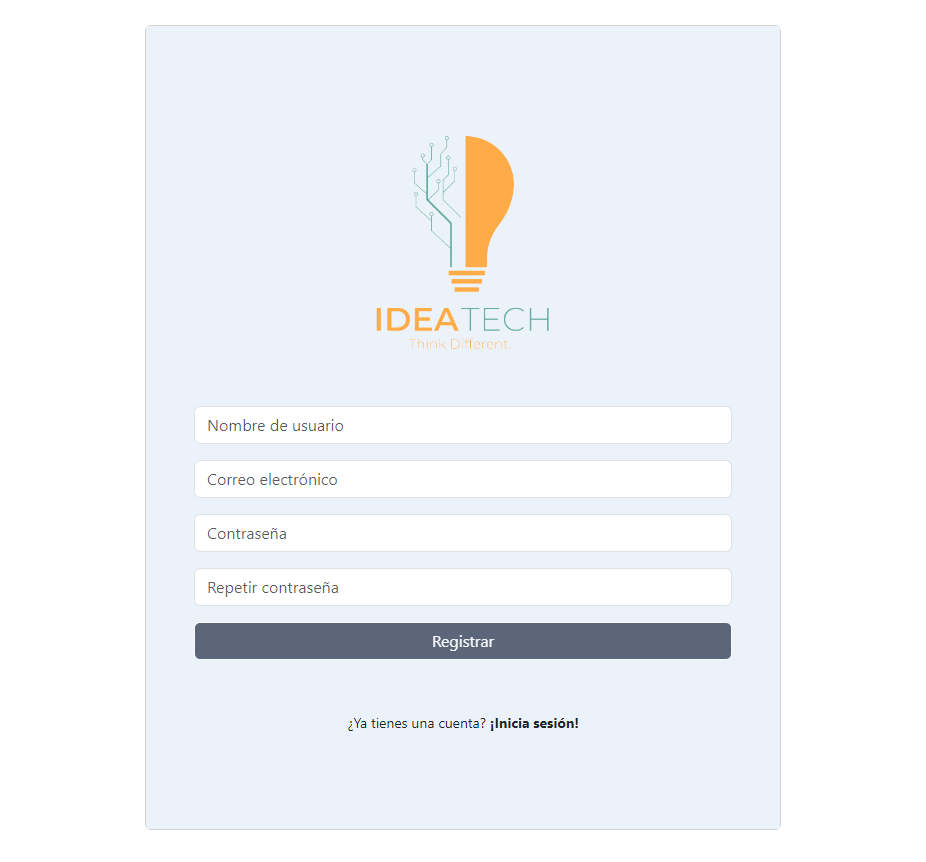 IDEATECH
Think Different.
Nombre de usuario
Correo electrónico
Contraseña
Repetir contraseña
Registrar
¿Ya tienes una cuenta? ¡Inicia sesión!